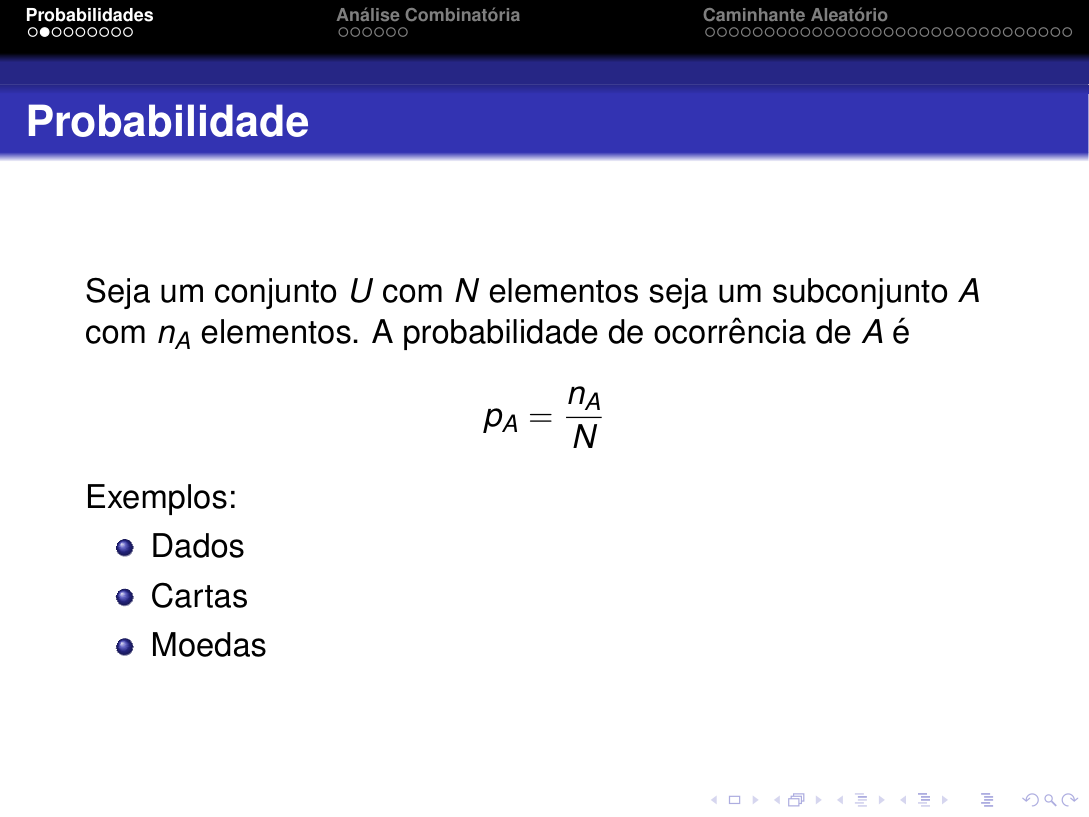 Probabilidades
Análise Combinatória
Caminhante Aleatório
Probabilidade
Seja um conjunto U com N elementos seja um subconjunto A
com n_A elementos. A probabilidade de ocorrência de A é
p_A = n_A / N
Exemplos:
Dados
Cartas
Moedas